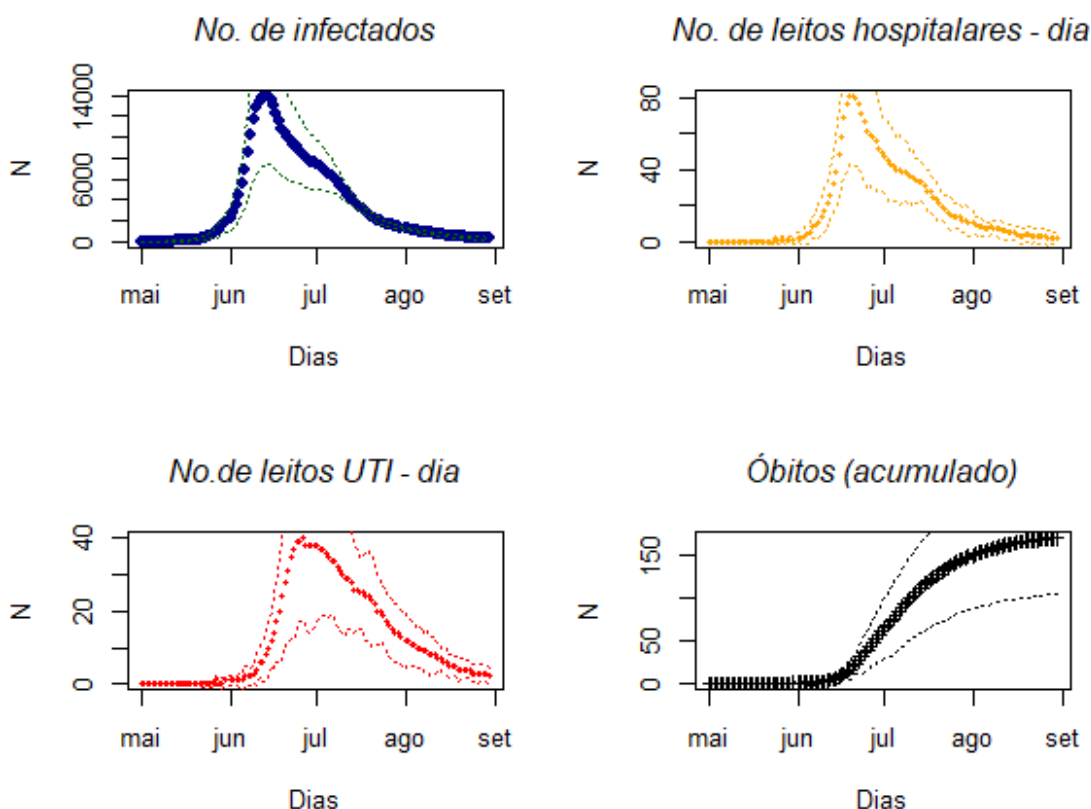 No. de infectados
N
14000
6000
0
mai jun jul ago set
Dias
No. de leitos hospitalares - dia
N
80
40
0
mai jun jul ago set
Dias
No.de leitos UTI - dia
N
40
20
0
mai jun jul ago set
Dias
Óbitos (acumulado)
N
150
50
0
mai jun jul ago set
Dias